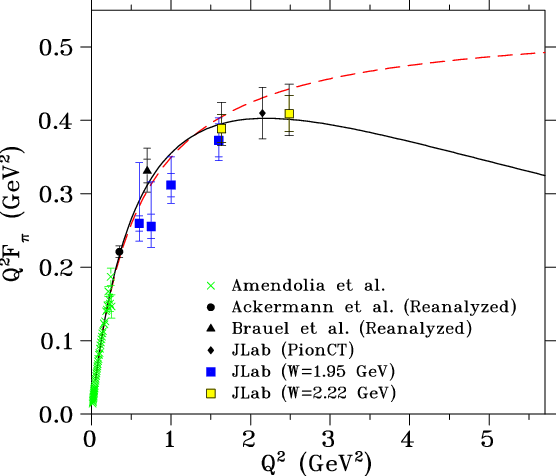 Q²Fπ (GeV²)
0.5
0.4
0.3
0.2
0.1
0.0
Amendolia et al.
Ackermann et al. (Reanalyzed)
Brauel et al. (Reanalyzed)
JLab (PionCT)
JLab (W=1.95 GeV)
JLab (W=2.22 GeV)
0 1 2 3 4 5
Q² (GeV²)